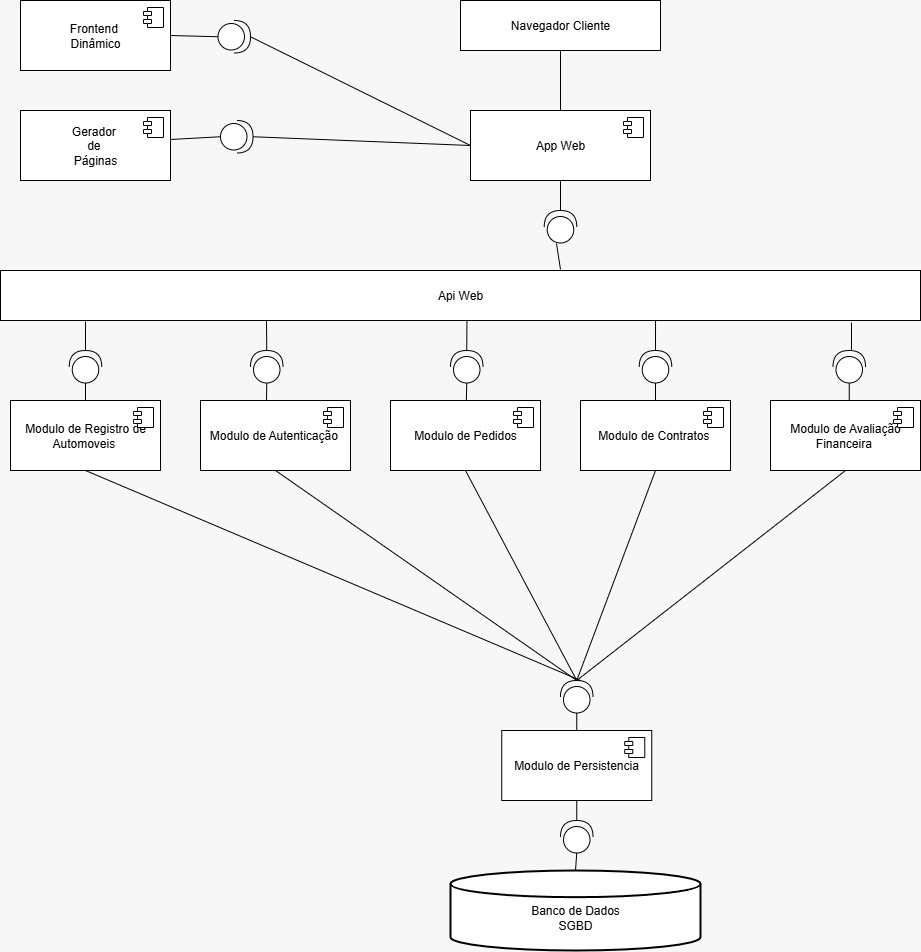 Frontend
Dinâmico
Navegador Cliente
Gerador
de
Páginas
App Web
Api Web
Modulo de Registro de
Automoveis
Modulo de Autenticação
Modulo de Pedidos
Modulo de Contratos
Modulo de Avaliação
Financeira
Modulo de Persistencia
Banco de Dados
SGBD